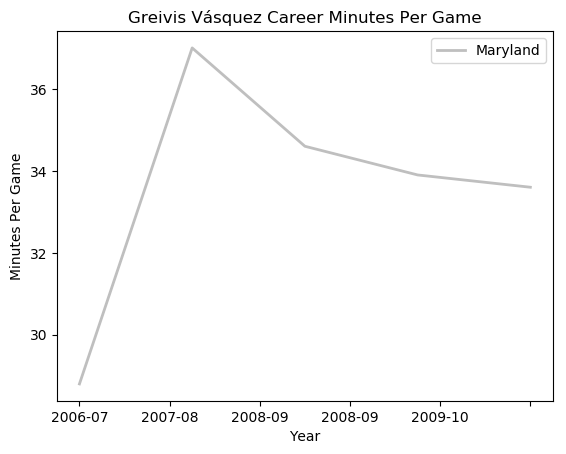 Greivis Vásquez Career Minutes Per Game
Maryland
36
34
32
30
Minutes Per Game
2006-07 2007-08 2008-09 2008-09 2009-10
Year